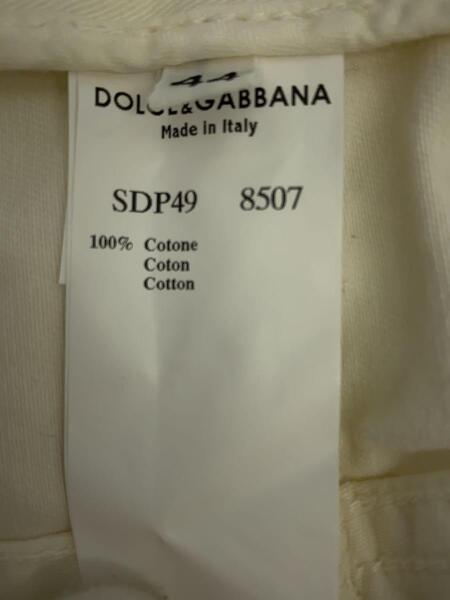 44
DOLCE&GABBANA
Made in Italy
SDP49 8507
100% Cotone
Coton
Cotton